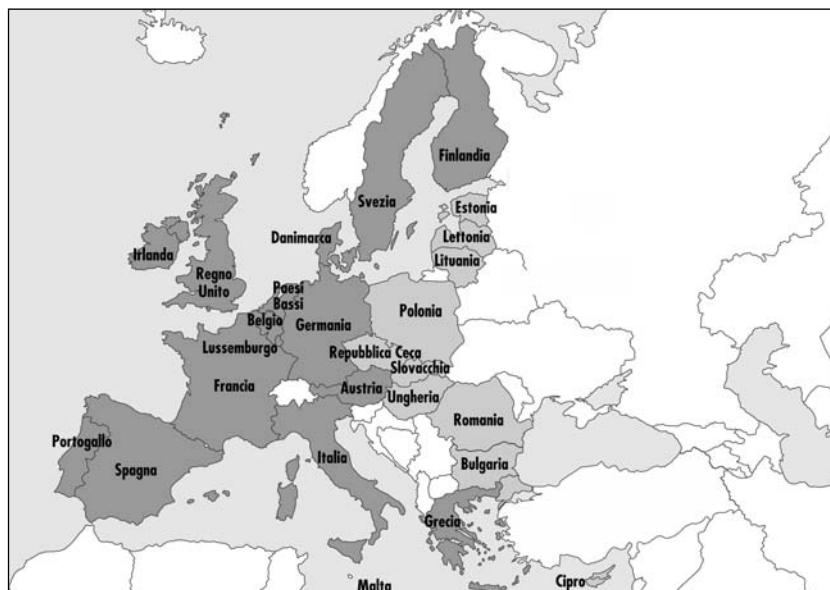 Finlandia
Svezia
Estonia
Danimarca
Lettonia
Irlanda
Lituania
Regno
Unito
Paesi
Bassi
Polonia
Belgio
Germania
Lussemburgo
Repubblica Ceca
Slovacchia
Francia
Austria
Ungheria
Romania
Portogallo
Italia
Bulgaria
Spagna
Grecia
Malta
Cipro